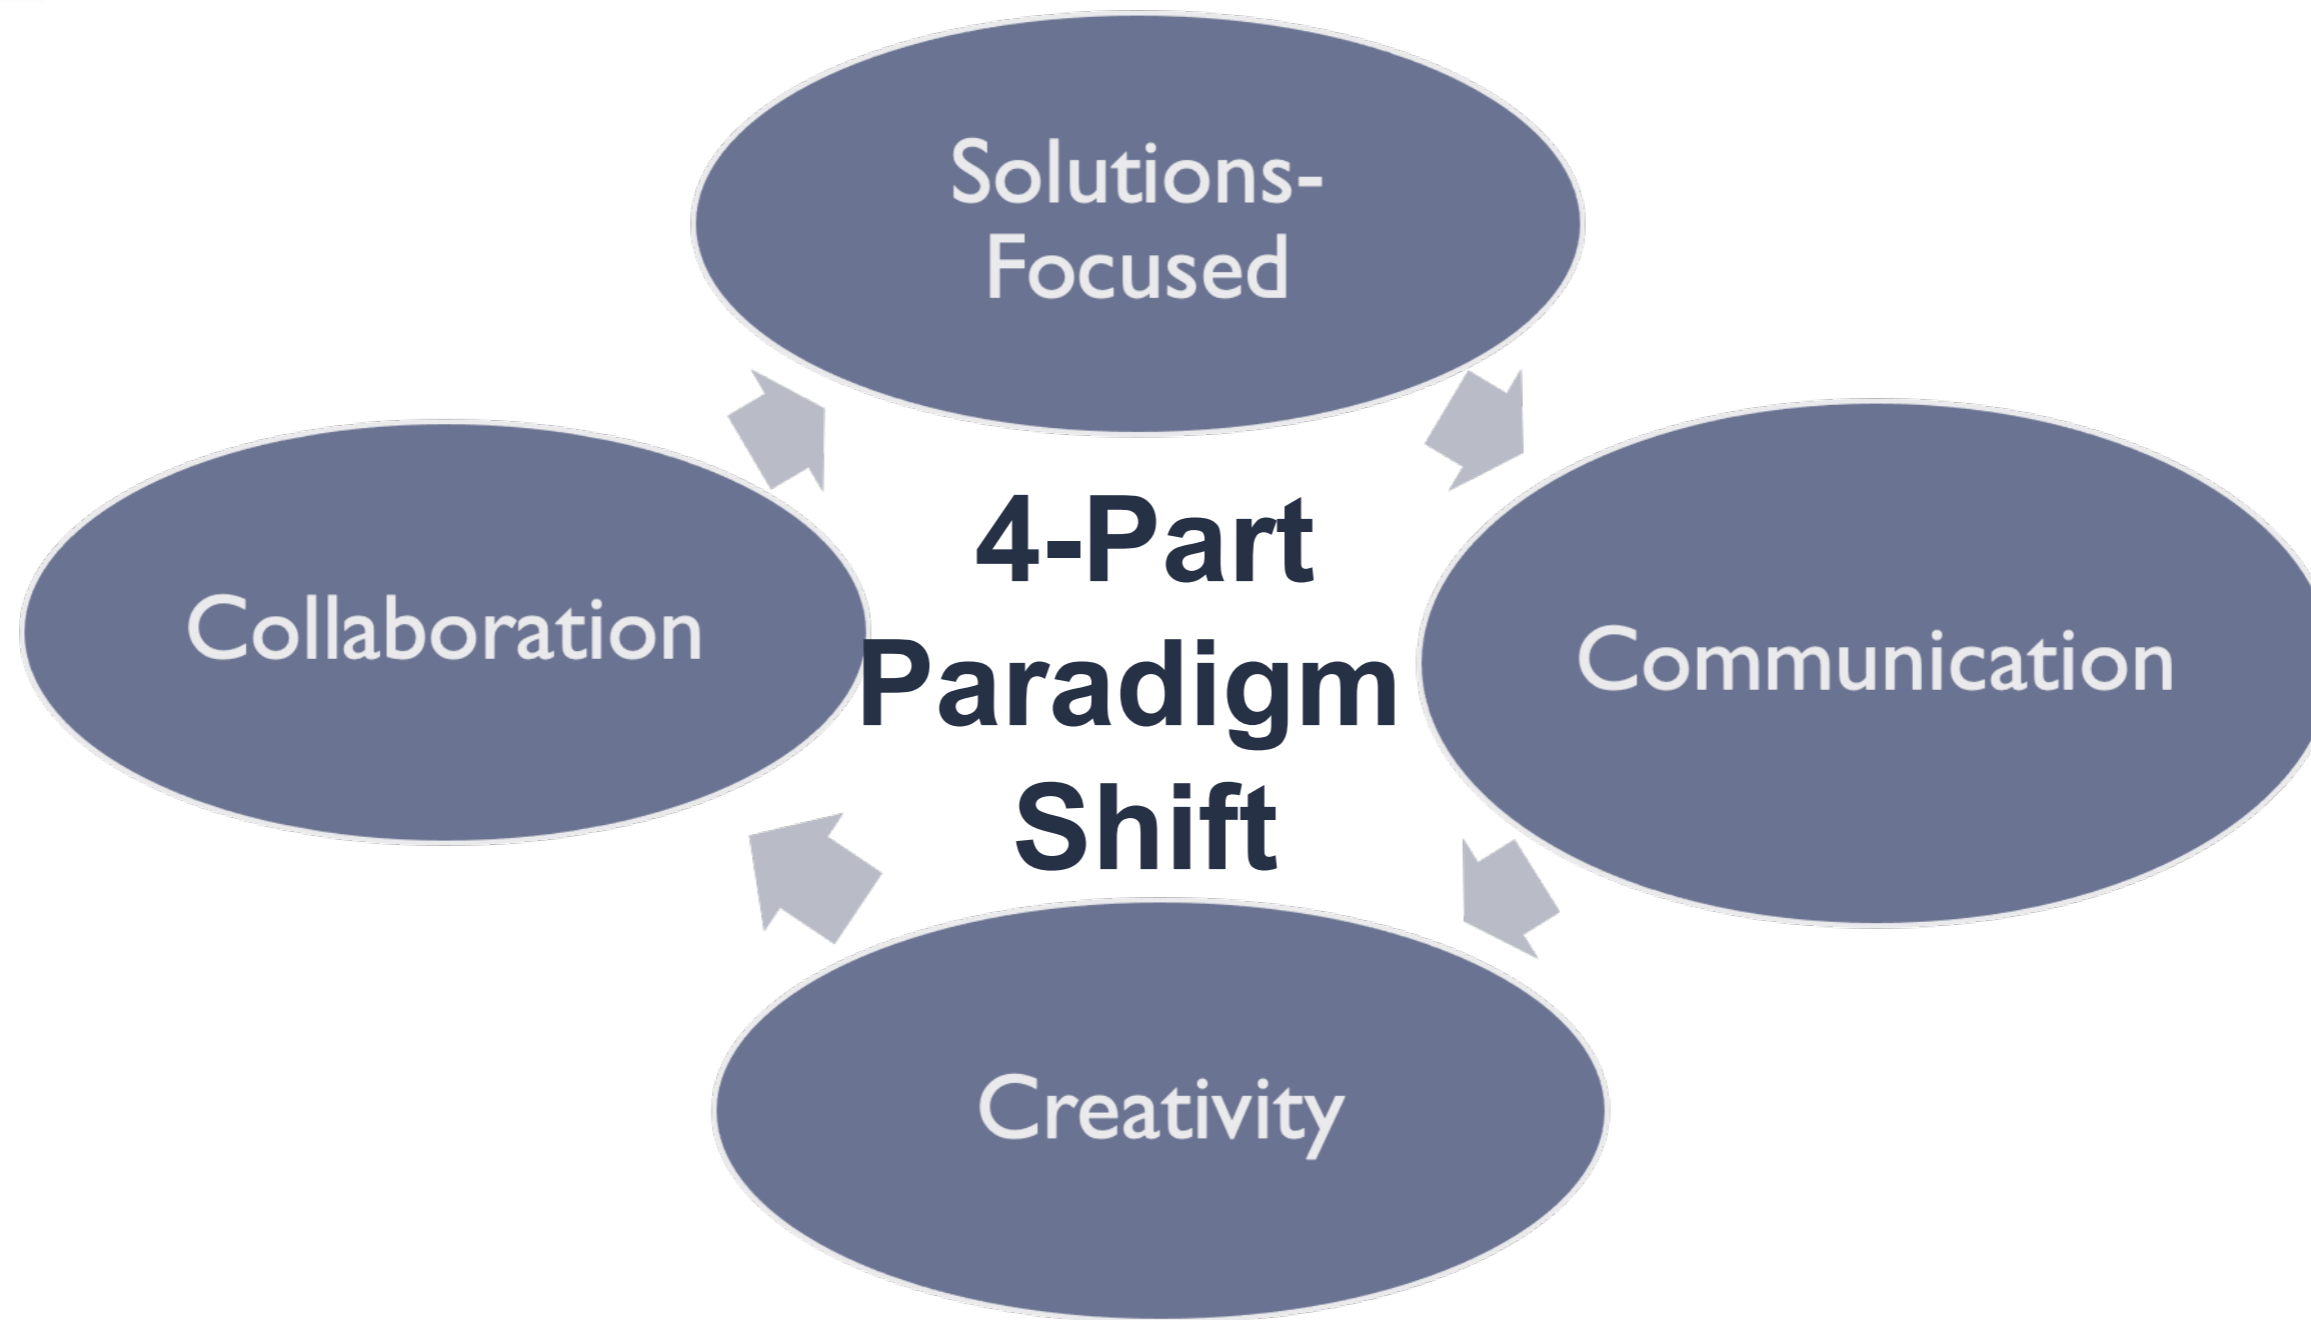 Solutions-
Focused
Collaboration
4-Part
Paradigm
Shift
Communication
Creativity